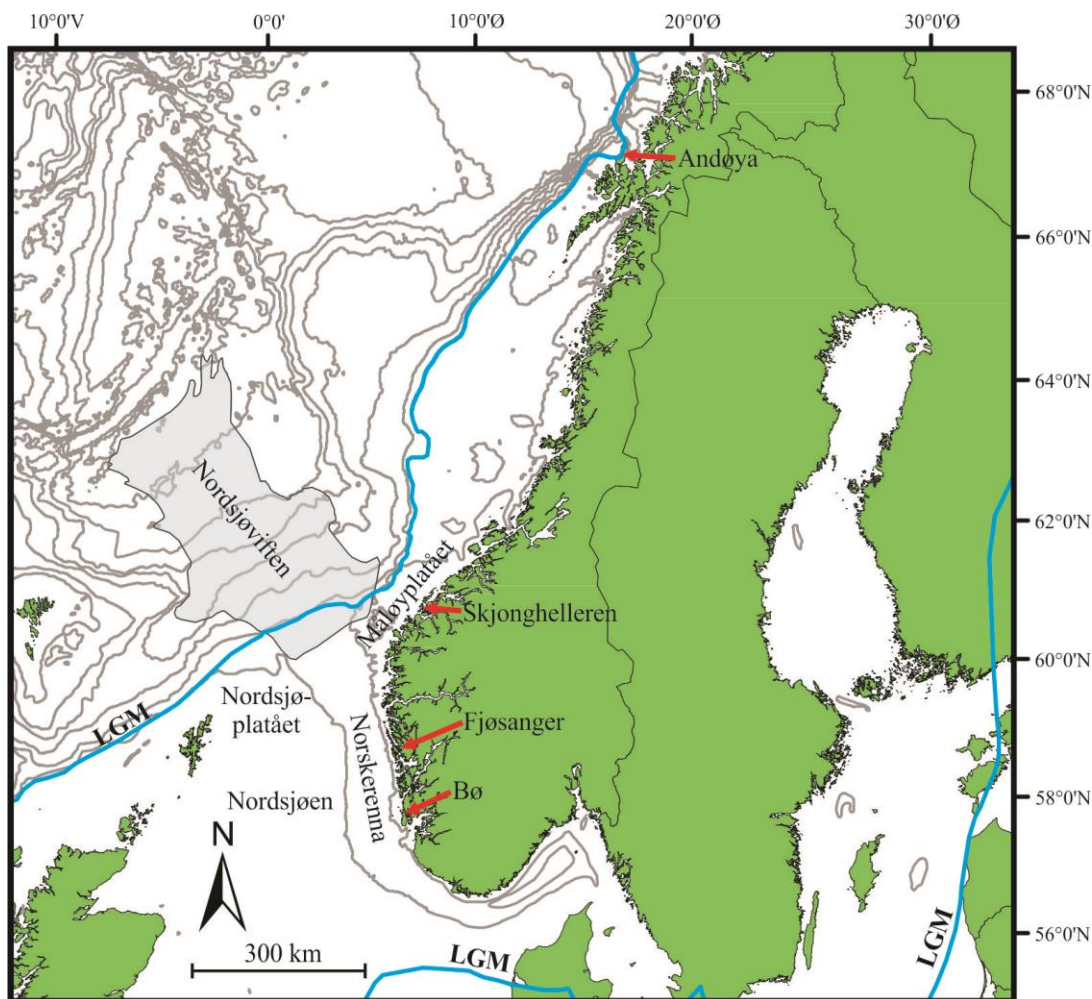 10°0'V 0°0' 10°0'Ø 20°0'Ø 30°0'Ø
68°0'N
Andøya
66°0'N
64°0'N
Nordsjøviften
62°0'N
Måløyplatået
Skjonghelleren
60°0'N
Nordsjø-
platået
LGM
Norskerenna
Fjøsanger
Nordsjøen
Bø
58°0'N
N
300 km
LGM
LGM
56°0'N